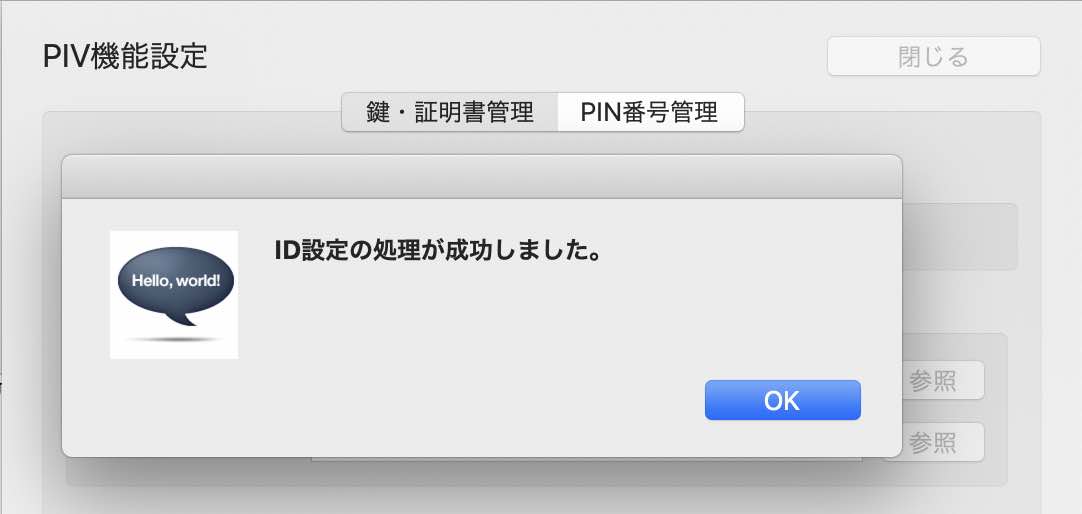 PIV機能設定
閉じる
鍵・証明書管理
PIN番号管理
Hello, world!
ID設定の処理が成功しました。
OK
参照
参照